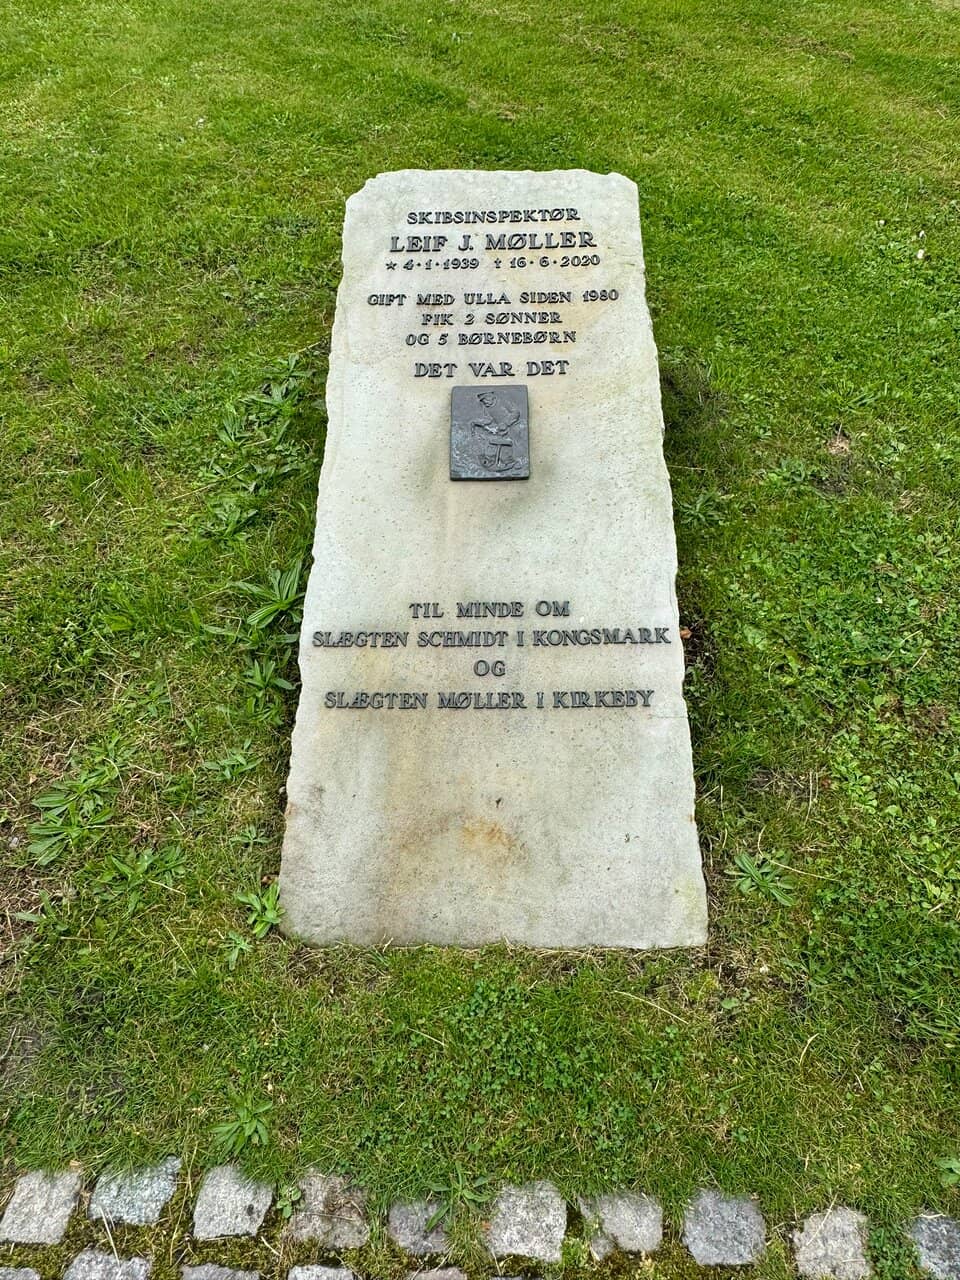 SKIBSINSPEKTØR
LEIF J. MØLLER
★ 4·1·1939 † 16·6·2020
GIFT MED ULLA SIDEN 1980
FIK 2 SØNNER
OG 5 BØRNEBØRN
DET VAR DET
TIL MINDE OM
SLÆGTEN SCHMIDT I KONGSMARK
OG
SLÆGTEN MØLLER I KIRKEBY